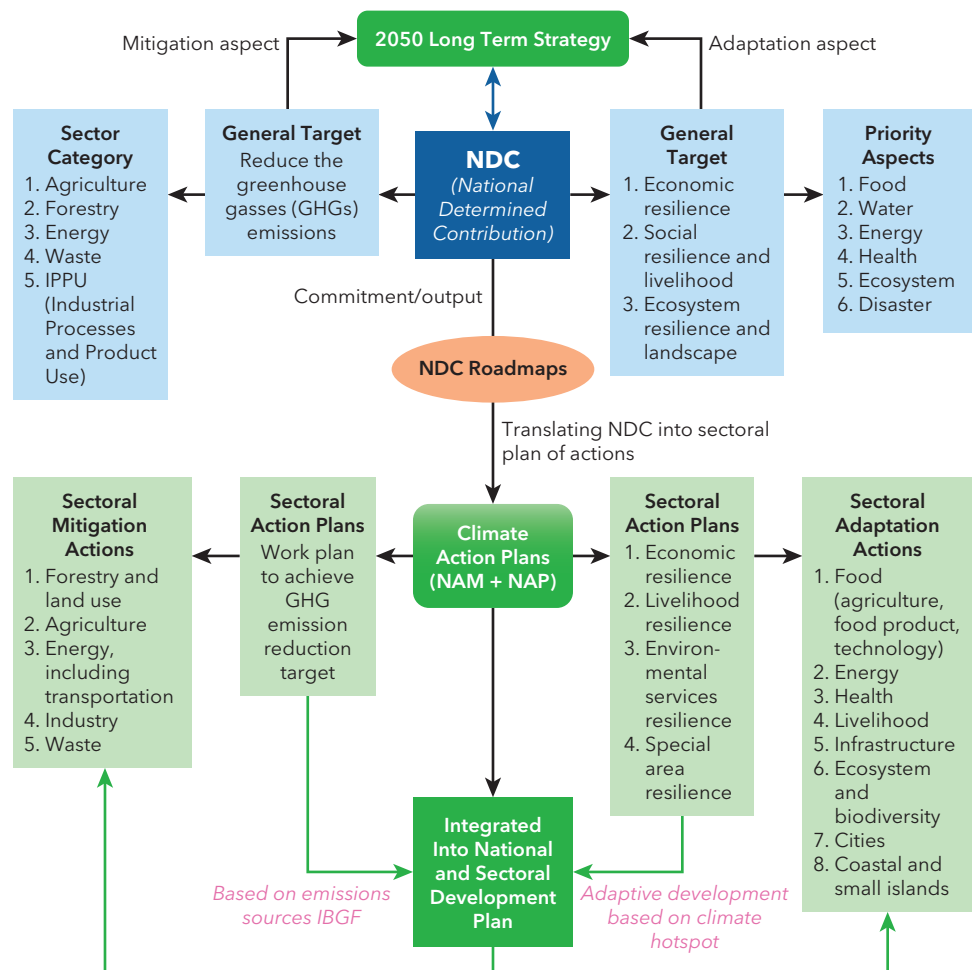 Mitigation aspect
2050 Long Term Strategy
Adaptation aspect
Sector
Category
1. Agriculture
2. Forestry
3. Energy
4. Waste
5. IPPU
(Industrial
Processes
and Product
Use)
General Target
Reduce the
greenhouse
gasses (GHGs)
emissions
NDC
(National
Determined
Contribution)
General
Target
1. Economic
resilience
2. Social
resilience and
livelihood
3. Ecosystem
resilience and
landscape
Priority
Aspects
1. Food
2. Water
3. Energy
4. Health
5. Ecosystem
6. Disaster
Commitment/output
NDC Roadmaps
Translating NDC into sectoral
plan of actions
Sectoral
Mitigation
Actions
1. Forestry and
land use
2. Agriculture
3. Energy,
including
transportation
4. Industry
5. Waste
Sectoral
Action Plans
Work plan
to achieve
GHG
emission
reduction
target
Climate
Action Plans
(NAM + NAP)
Sectoral
Action Plans
1. Economic
resilience
2. Livelihood
resilience
3. Environ-
mental
services
resilience
4. Special
area
resilience
Sectoral
Adaptation
Actions
1. Food
(agriculture,
food product,
technology)
2. Energy
3. Health
4. Livelihood
5. Infrastructure
6. Ecosystem
and
biodiversity
7. Cities
8. Coastal and
small islands
Integrated
Into National
and Sectoral
Development
Plan
Based on emissions
sources IBGF
Adaptive development
based on climate
hotspot